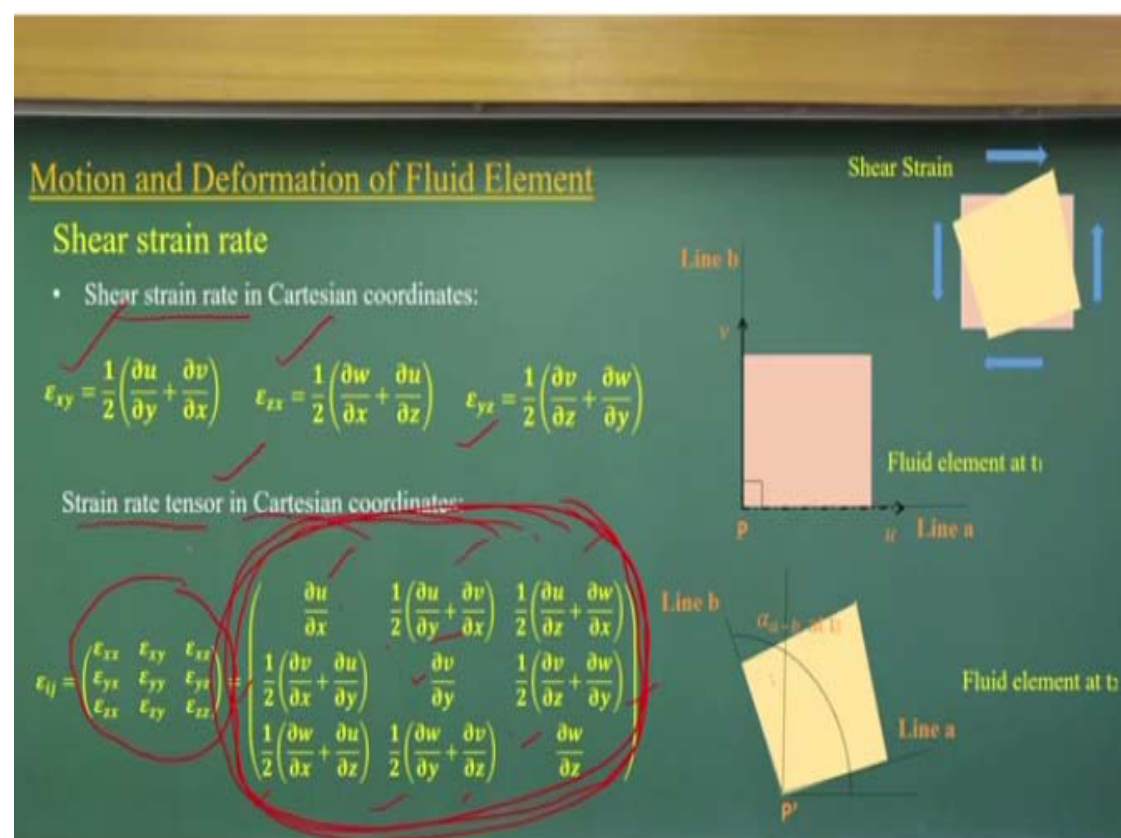 Motion and Deformation of Fluid Element
Shear strain rate
• Shear strain rate in Cartesian coordinates:
ε_xy = 1/2 (∂u/∂y + ∂v/∂x)   ε_zx = 1/2 (∂w/∂x + ∂u/∂z)   ε_yz = 1/2 (∂v/∂z + ∂w/∂y)
Strain rate tensor in Cartesian coordinates:
ε_ij = (ε_xx ε_xy ε_xz; ε_yx ε_yy ε_yz; ε_zx ε_zy ε_zz) = (∂u/∂x   1/2 (∂u/∂y + ∂v/∂x)   1/2 (∂u/∂z + ∂w/∂x);
1/2 (∂v/∂x + ∂u/∂y)   ∂v/∂y   1/2 (∂v/∂z + ∂w/∂y);
1/2 (∂w/∂x + ∂u/∂z)   1/2 (∂w/∂y + ∂v/∂z)   ∂w/∂z)
Shear Strain
Line b
v
Fluid element at t₁
P
u
Line a
Line b
α_a-b at t₂
Fluid element at t₂
Line a
P'